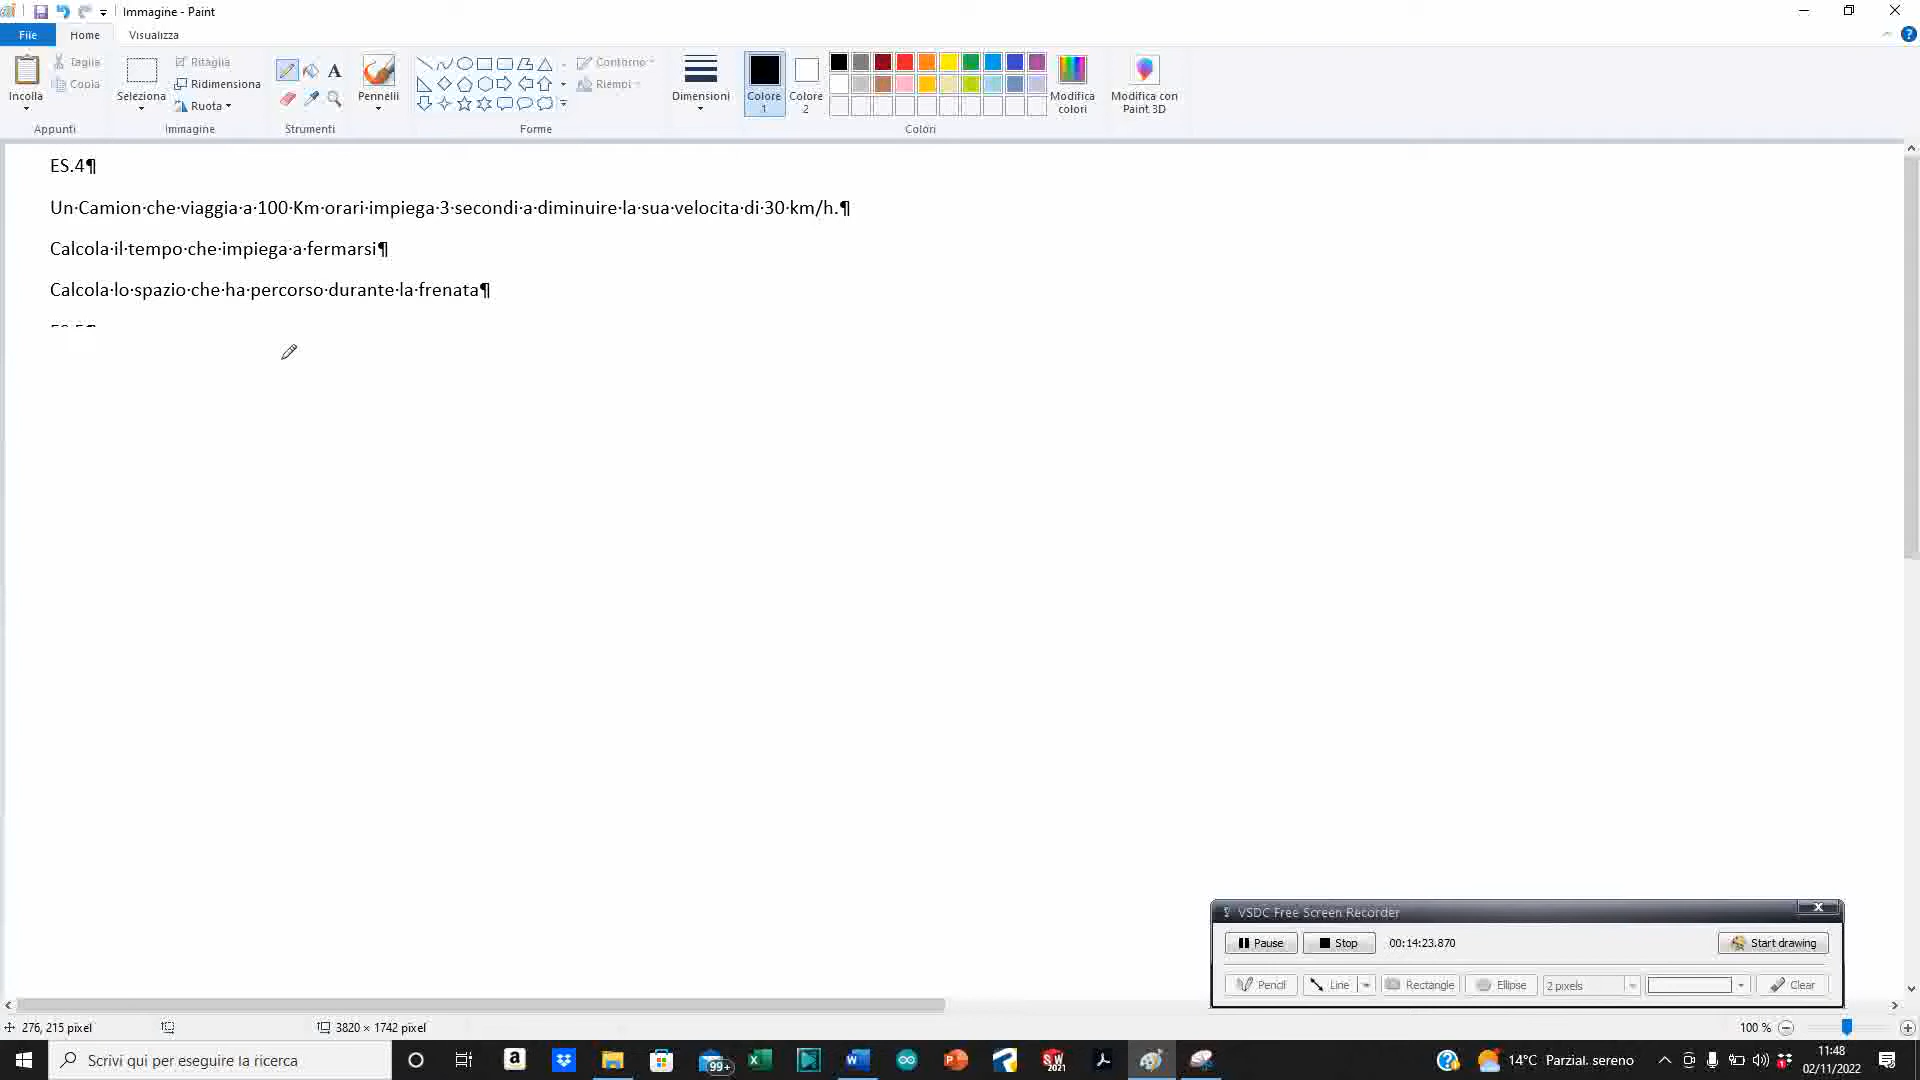 Immagine - Paint
File Home Visualizza
Incolla
Taglia
Copia
Appunti
Seleziona
Ritaglia
Ridimensiona
Ruota
Immagine
A
Strumenti
Pennelli
Contorno
Riempi
Forme
Dimensioni
Colore
1
Colore
2
Modifica
colori
Colori
Modifica con
Paint 3D
ES.4¶
Un·Camion·che·viaggia·a·100·Km·orari·impiega·3·secondi·a·diminuire·la·sua·velocita·di·30·km/h.¶
Calcola·il·tempo·che·impiega·a·fermarsi¶
Calcola·lo·spazio·che·ha·percorso·durante·la·frenata¶
VSDC Free Screen Recorder
Pause Stop 00:14:23.870 Start drawing
Pencil Line Rectangle Ellipse 2 pixels Clear
276, 215 pixel 3820 × 1742 pixel 100 %
Scrivi qui per eseguire la ricerca
99+
SW
2021
14°C Parzial. sereno
11:48
02/11/2022